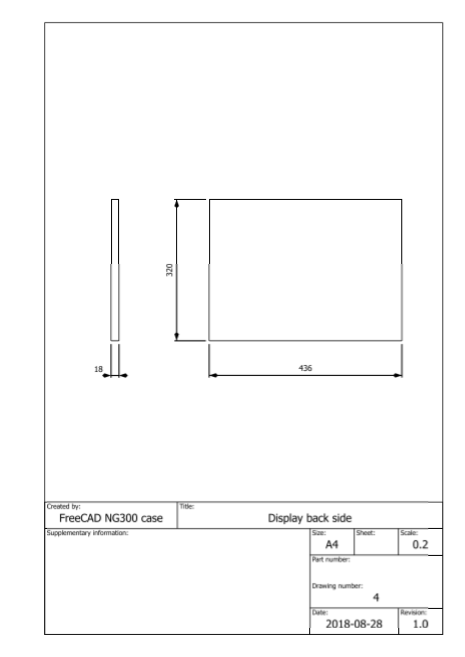 320
18
436
Created by:
FreeCAD NG300 case
Title:
Display back side
Supplementary information:
Size:
A4
Sheet:
Scale:
0.2
Part number:
Drawing number:
4
Date:
2018-08-28
Revision:
1.0